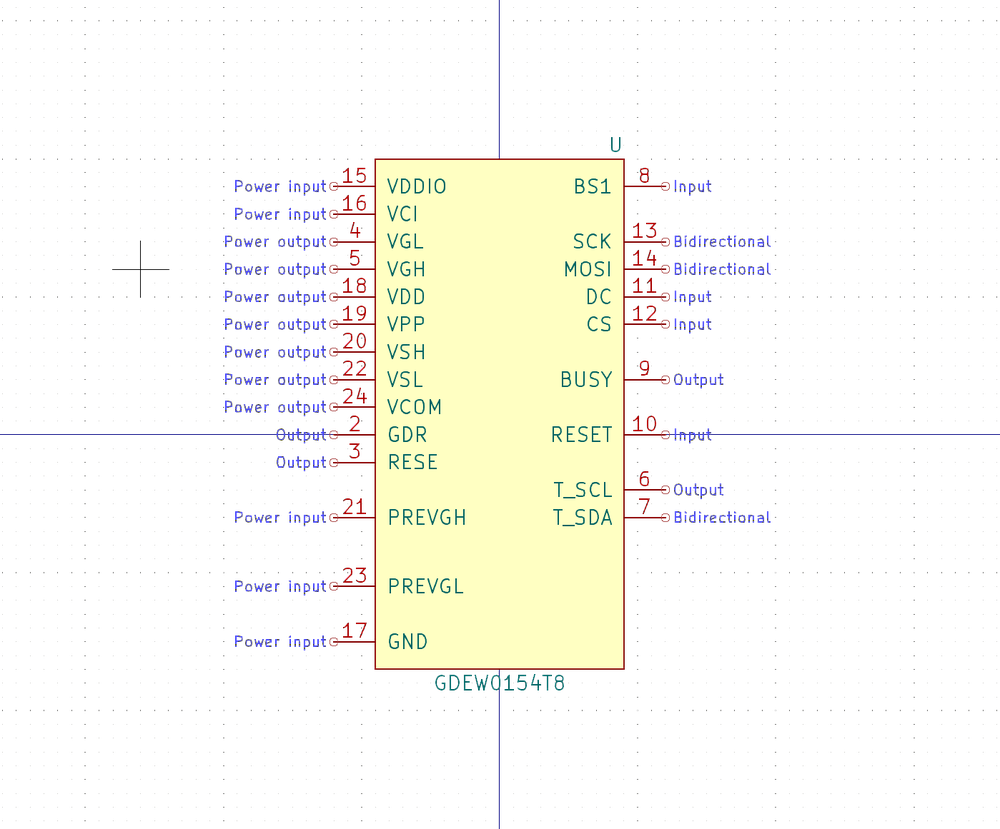 U
Power input 15 VDDIO BS1 8 Input
Power input 16 VCI
Power output 4 VGL SCK 13 Bidirectional
Power output 5 VGH MOSI 14 Bidirectional
Power output 18 VDD DC 11 Input
Power output 19 VPP CS 12 Input
Power output 20 VSH
Power output 22 VSL BUSY 9 Output
Power output 24 VCOM
Output 2 GDR RESET 10 Input
Output 3 RESE
T_SCL 6 Output
Power input 21 PREVGH T_SDA 7 Bidirectional
Power input 23 PREVGL
Power input 17 GND
GDEW0154T8